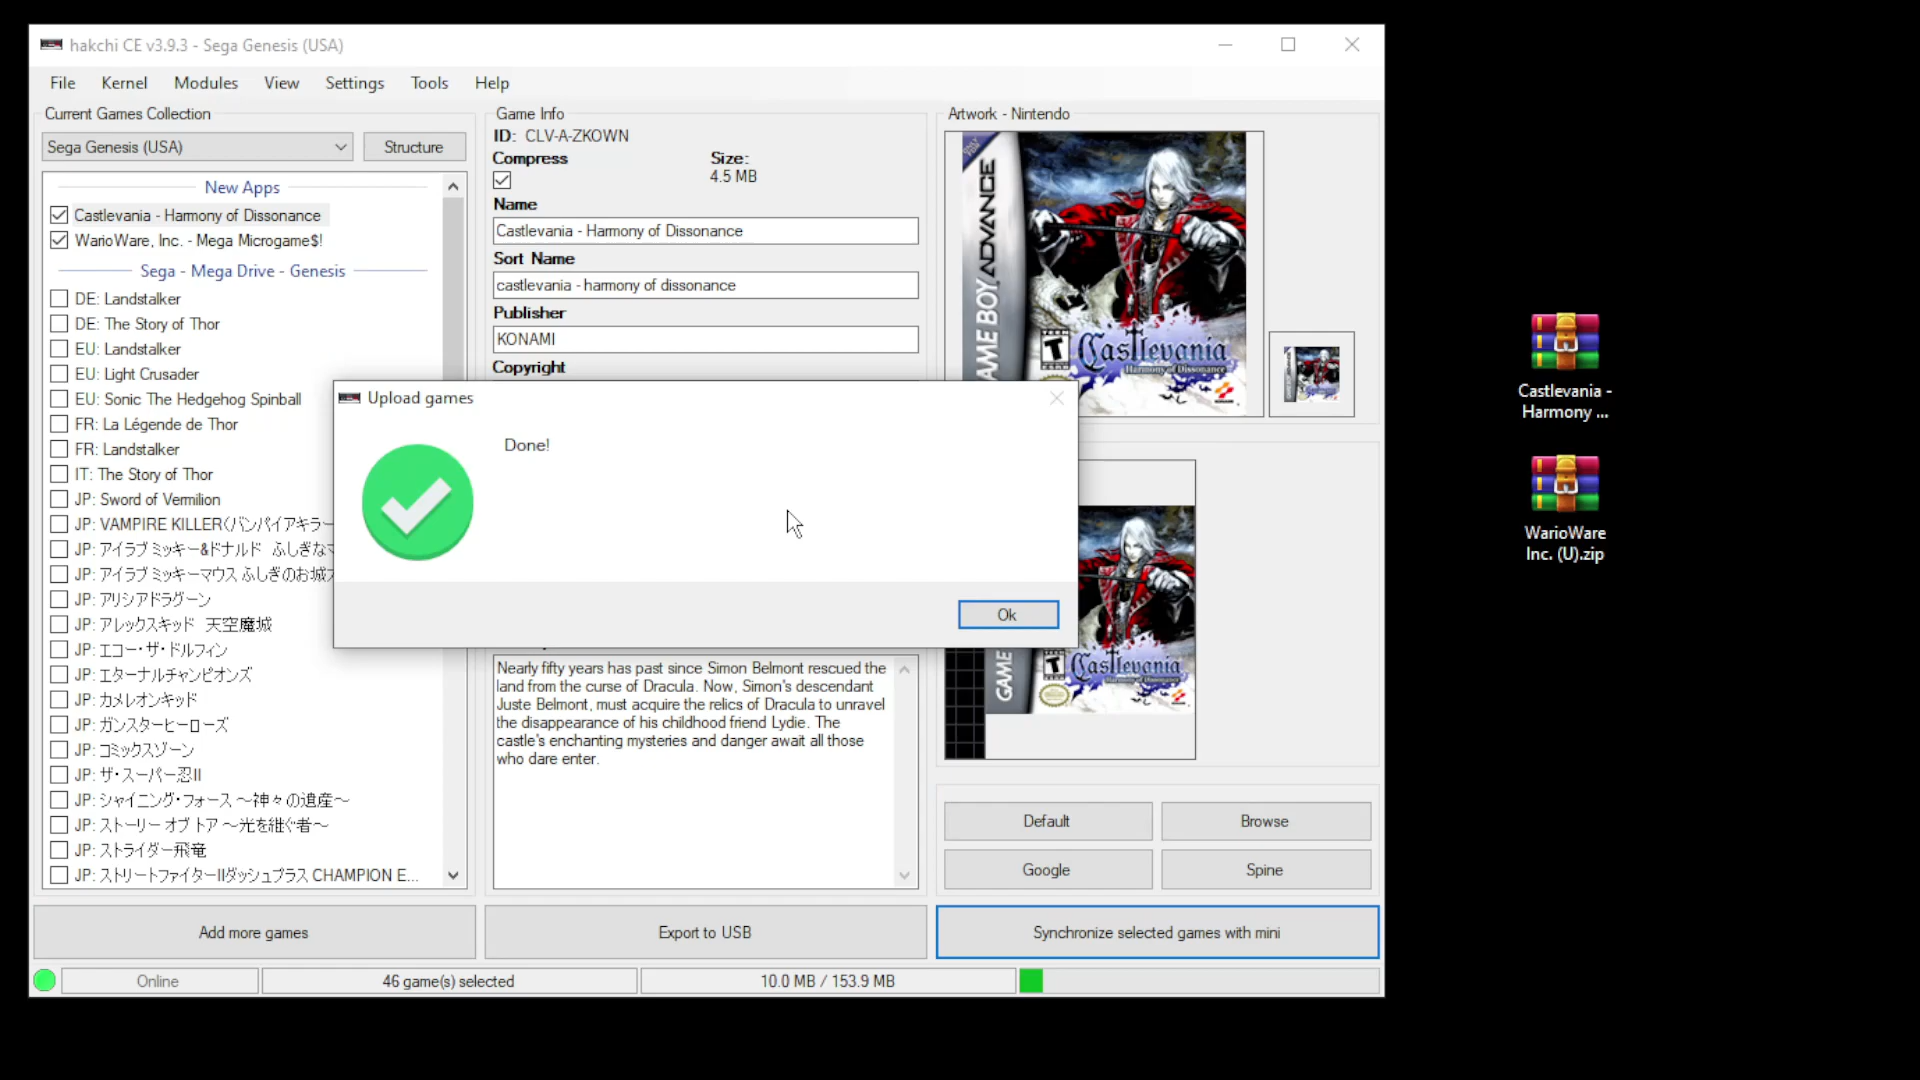 hakchi CE v3.9.3 - Sega Genesis (USA)
File Kernel Modules View Settings Tools Help
Current Games Collection
Sega Genesis (USA) Structure
New Apps
Castlevania - Harmony of Dissonance
WarioWare, Inc. - Mega Microgame$!
Sega - Mega Drive - Genesis
DE: Landstalker
DE: The Story of Thor
EU: Landstalker
EU: Light Crusader
EU: Sonic The Hedgehog Spinball
FR: La Légende de Thor
FR: Landstalker
IT: The Story of Thor
JP: Sword of Vermilion
JP: VAMPIRE KILLER(バンパイアキラー
JP: アイラブミッキー&ドナルド ふしぎなマ
JP: アイラブミッキーマウス ふしぎのお城大
JP: アリシアドラグーン
JP: アレックスキッド 天空魔城
JP: エコー・ザ・ドルフィン
JP: エターナルチャンピオンズ
JP: カメレオンキッド
JP: ガンスターヒーローズ
JP: コミックスゾーン
JP: ザ・スーパー忍II
JP: シャイニング・フォース ～神々の遺産～
JP: ストーリー オブ トア ～光を継ぐ者～
JP: ストライダー飛竜
JP: ストリートファイターIIダッシュプラス CHAMPION E...
Game Info
ID: CLV-A-ZKOWN
Compress Size:
4.5 MB
Name
Castlevania - Harmony of Dissonance
Sort Name
castlevania - harmony of dissonance
Publisher
KONAMI
Copyright
Upload games
Done!
Ok
Nearly fifty years has past since Simon Belmont rescued the
land from the curse of Dracula. Now, Simon's descendant
Juste Belmont, must acquire the relics of Dracula to unravel
the disappearance of his childhood friend Lydie. The
castle's enchanting mysteries and danger await all those
who dare enter.
Artwork - Nintendo
GAME BOY ADVANCE
T
Castlevania
Harmony of Dissonance
GAME
T
Castlevania
Default Browse
Google Spine
Add more games Export to USB Synchronize selected games with mini
Online 46 game(s) selected 10.0 MB / 153.9 MB
Castlevania -
Harmony ...
WarioWare
Inc. (U).zip